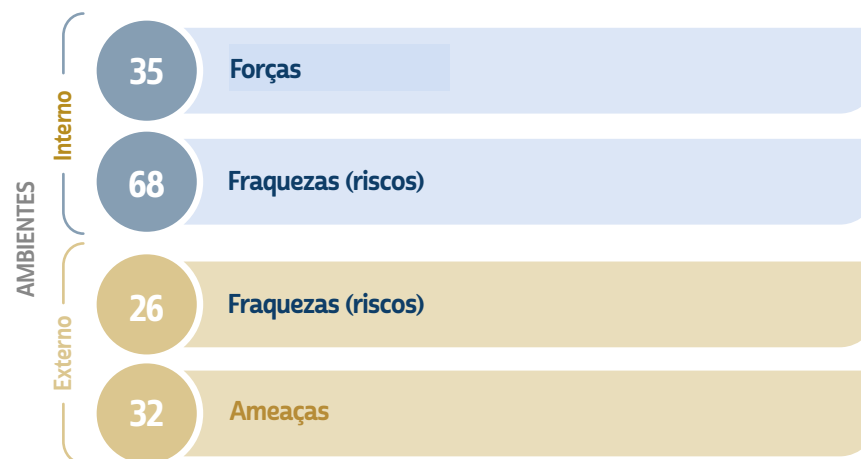 AMBIENTES
Interno
35
Forças
68
Fraquezas (riscos)
Externo
26
Fraquezas (riscos)
32
Ameaças